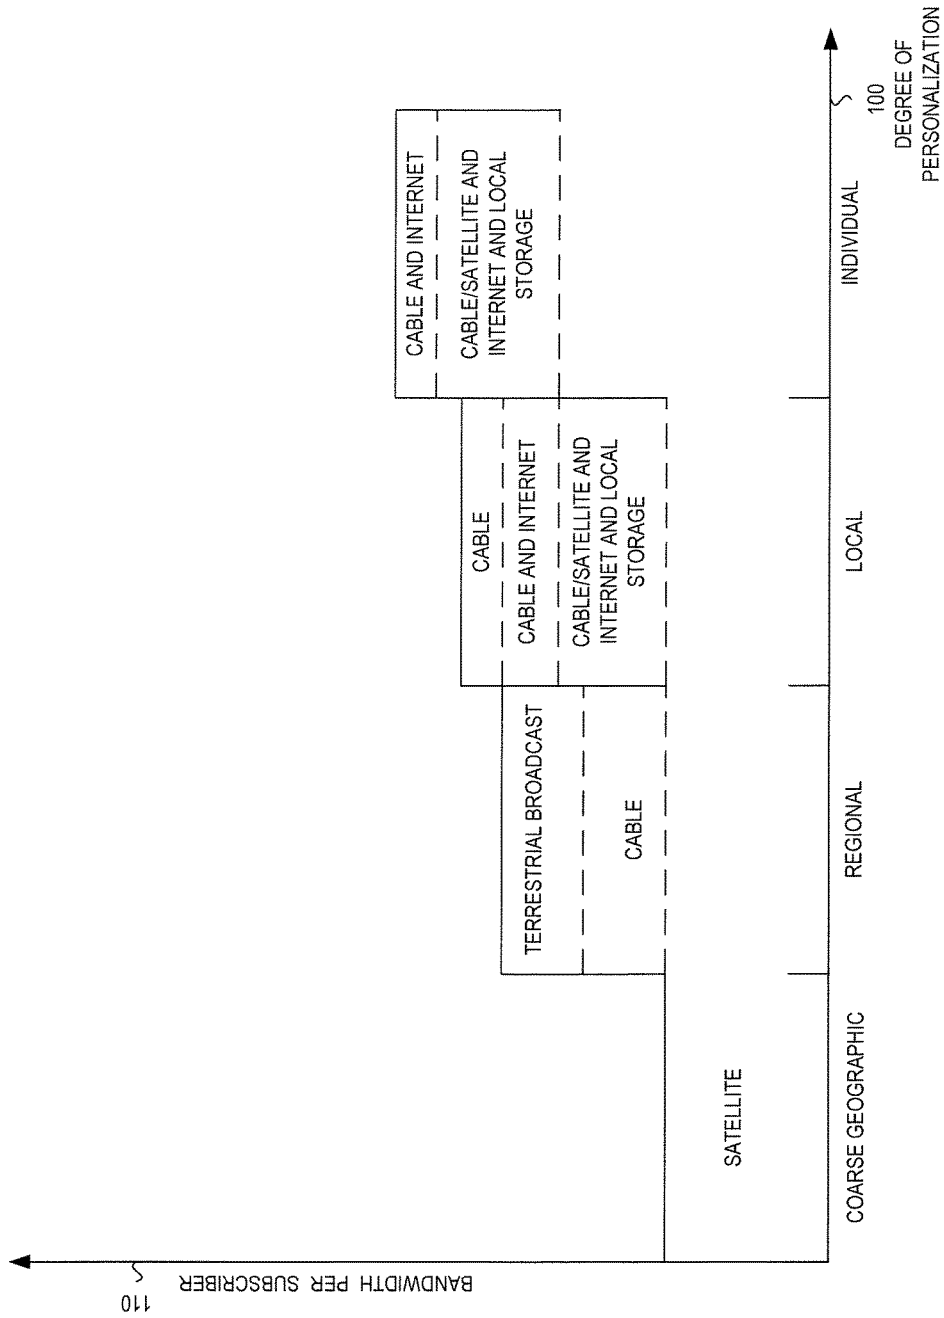 110
BANDWIDTH PER SUBSCRIBER
CABLE AND INTERNET
CABLE/SATELLITE AND
INTERNET AND LOCAL
STORAGE
CABLE
CABLE AND INTERNET
CABLE/SATELLITE AND
INTERNET AND LOCAL
STORAGE
TERRESTRIAL BROADCAST
CABLE
SATELLITE
COARSE GEOGRAPHIC
REGIONAL
LOCAL
INDIVIDUAL
100
DEGREE OF
PERSONALIZATION